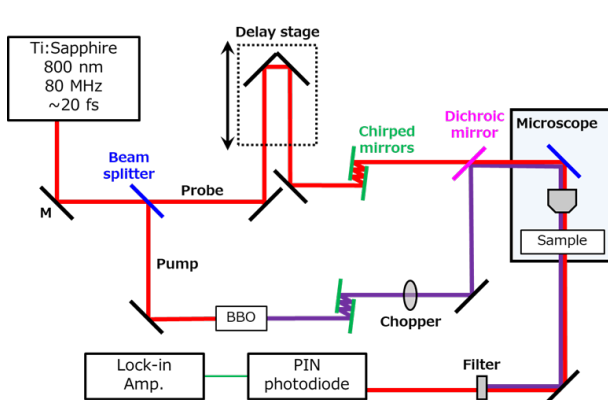 Delay stage
Ti:Sapphire
800 nm
80 MHz
~20 fs
Beam
splitter
Probe
M
Chirped
mirrors
Dichroic
mirror
Microscope
Sample
Pump
BBO
Chopper
Lock-in
Amp.
PIN
photodiode
Filter